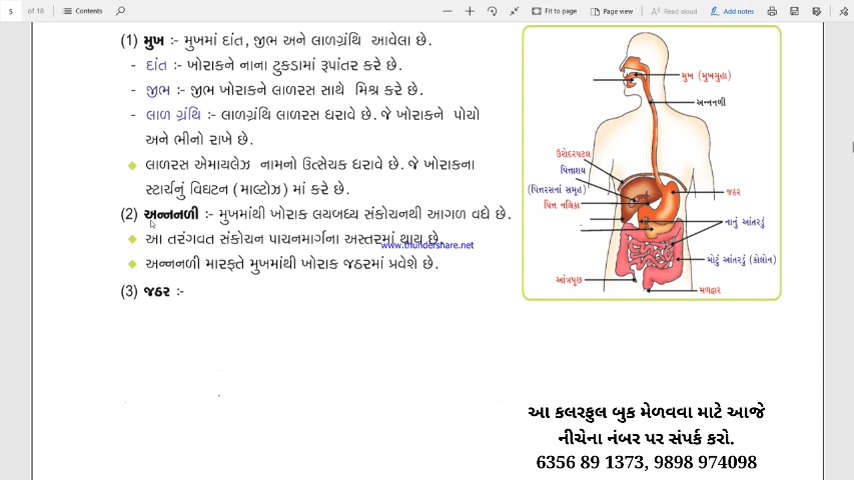 5 of 18 Contents Fit to page Page view Read aloud Add notes
(1) મુખ :- મુખમાં દાંત, જીભ અને લાળગ્રંથિ આવેલા છે.
- દાંત :- ખોરાકને નાના ટુકડામાં રૂપાંતર કરે છે.
- જીભ :- જીભ ખોરાકને લાળરસ સાથે મિશ્ર કરે છે.
- લાળ ગ્રંથિ :- લાળગ્રંથિ લાળરસ ધરાવે છે. જે ખોરાકને પોચો
અને ભીનો રાખે છે.
લાળરસ એમાયલેઝ નામનો ઉત્સેચક ધરાવે છે. જે ખોરાકના
સ્ટાર્ચનું વિઘટન (માલ્ટોઝ) માં કરે છે.
(2) અન્નનળી :- મુખમાંથી ખોરાક લયબધ્ય સંકોચનથી આગળ વધે છે.
આ તરંગવત સંકોચન પાચનમાર્ગના અસ્તરમાં થાય છે.
www.thundershare.net
અન્નનળી મારફતે મુખમાંથી ખોરાક જઠરમાં પ્રવેશે છે.
(3) જઠર :-
મુખ (મુખગુહા)
અન્નનળી
ઉરોદરપટલ
પિત્તાશય
(પિત્તરસનાં સમૂહ)
પિત્ત નલિકા
જઠર
નાનું આંતરડું
મોટું આંતરડું (કોલોન)
આંત્રપૂછ
મળદ્વાર
આ કલરફુલ બુક મેળવવા માટે આજે
નીચેના નંબર પર સંપર્ક કરો.
6356 89 1373, 9898 974098